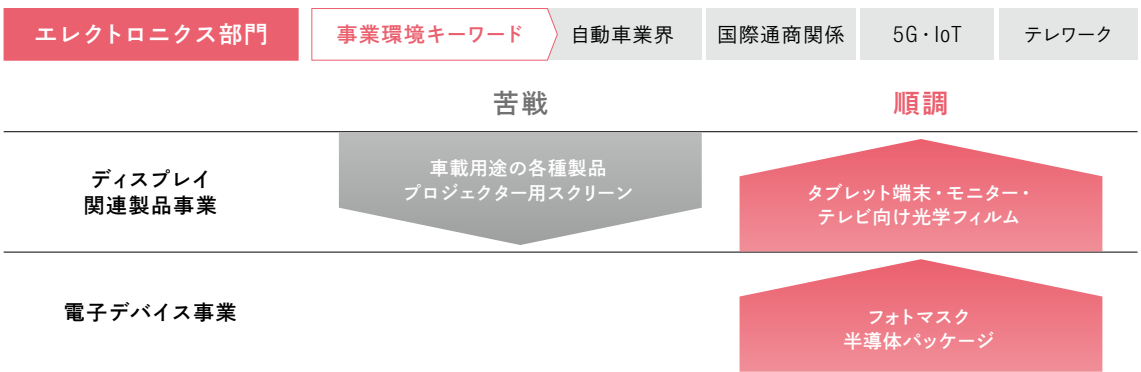 エレクトロニクス部門
事業環境キーワード
自動車業界
国際通商関係
5G・IoT
テレワーク
苦戦
順調
ディスプレイ
関連製品事業
車載用途の各種製品
プロジェクター用スクリーン
タブレット端末・モニター・
テレビ向け光学フィルム
電子デバイス事業
フォトマスク
半導体パッケージ